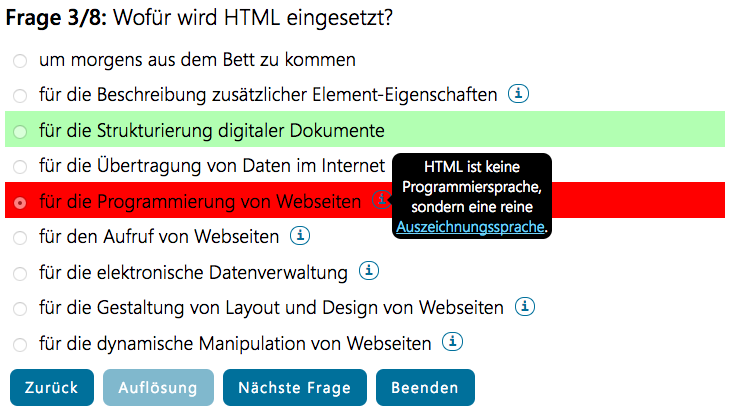 Frage 3/8: Wofür wird HTML eingesetzt?
um morgens aus dem Bett zu kommen
für die Beschreibung zusätzlicher Element-Eigenschaften i
für die Strukturierung digitaler Dokumente
für die Übertragung von Daten im Internet
für die Programmierung von Webseiten i
HTML ist keine
Programmiersprache,
sondern eine reine
Auszeichnungssprache.
für den Aufruf von Webseiten i
für die elektronische Datenverwaltung i
für die Gestaltung von Layout und Design von Webseiten i
für die dynamische Manipulation von Webseiten i
Zurück Auflösung Nächste Frage Beenden